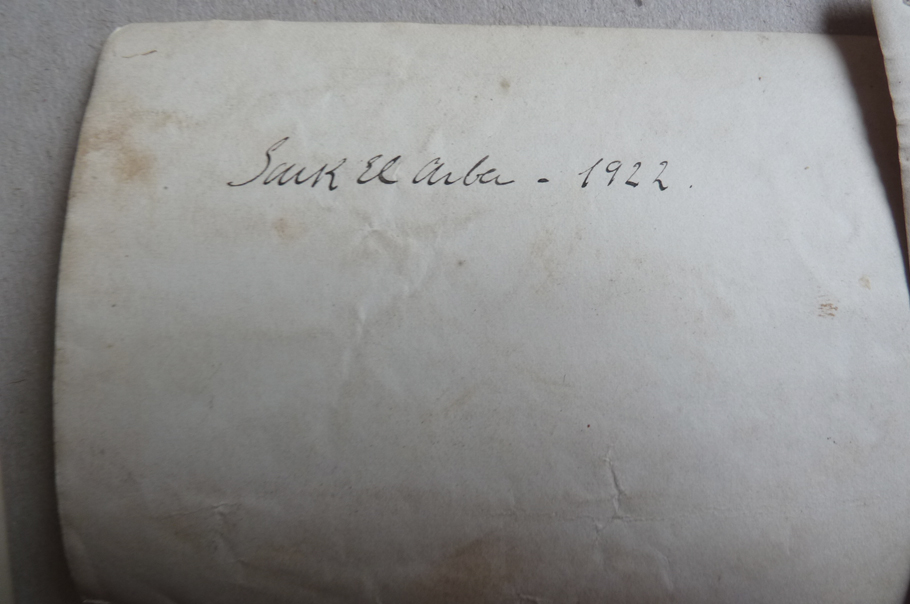 Souk El Arba - 1922.